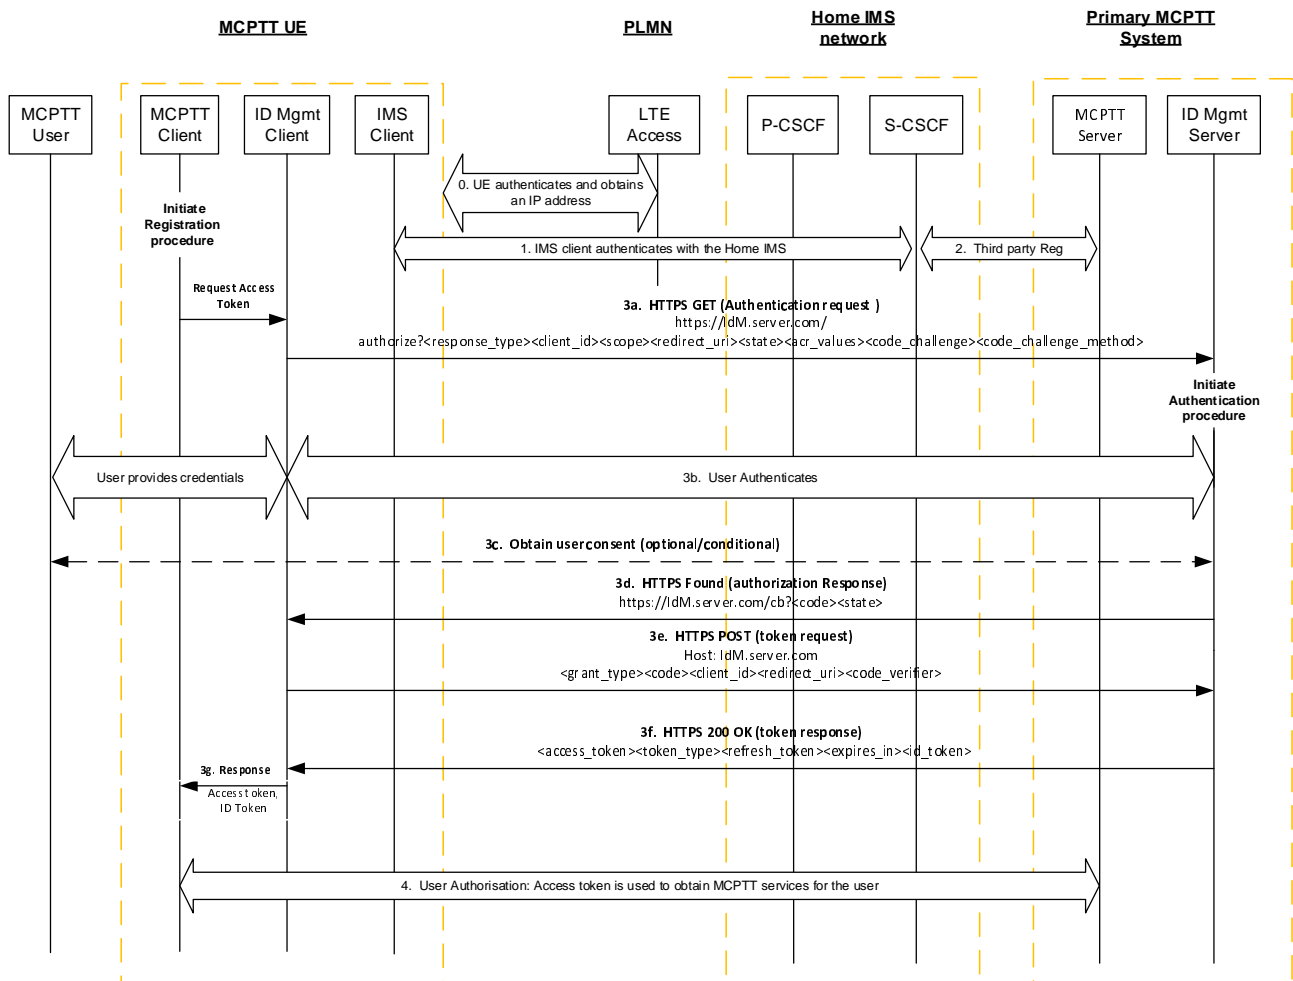 MCPTT UE
PLMN
Home IMS
network
Primary MCPTT
System
MCPTT
User
MCPTT
Client
ID Mgmt
Client
IMS
Client
LTE
Access
P-CSCF
S-CSCF
MCPTT
Server
ID Mgmt
Server
0. UE authenticates and obtains
an IP address
Initiate
Registration
procedure
1. IMS client authenticates with the Home IMS
2. Third party Reg
Request Access
Token
3a. HTTPS GET (Authentication request )
https://IdM.server.com/
authorize?<response_type><client_id><scope><redirect_uri><state><acr_values><code_challenge><code_challenge_method>
Initiate
Authentication
procedure
User provides credentials
3b. User Authenticates
3c. Obtain user consent (optional/conditional)
3d. HTTPS Found (authorization Response)
https://IdM.server.com/cb?<code><state>
3e. HTTPS POST (token request)
Host: IdM.server.com
<grant_type><code><client_id><redirect_uri><code_verifier>
3f. HTTPS 200 OK (token response)
<access_token><token_type><refresh_token><expires_in><id_token>
3g. Response
Access token,
ID Token
4. User Authorisation: Access token is used to obtain MCPTT services for the user